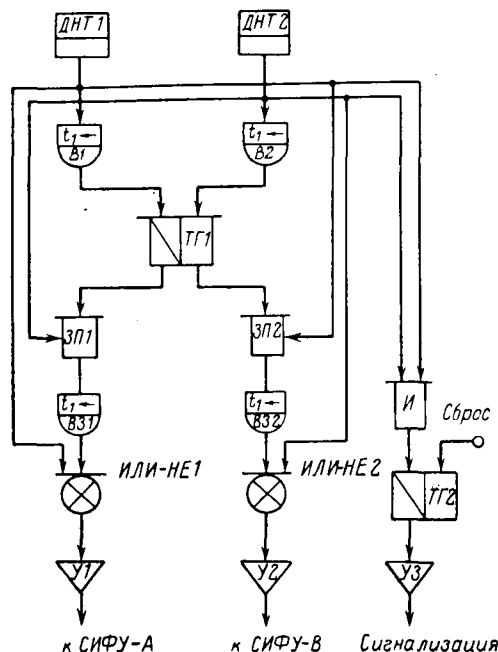 ДНТ1 ДНТ2
t₁← t₁←
В1 В2
ТГ1
ЗП1 ЗП2
И
Сброс
t₁← t₁←
ВЗ1 ВЗ2
ИЛИ-НЕ1 ИЛИ-НЕ2
ТГ2
У1 У2 У3
к СИФУ-А к СИФУ-В Сигнализация